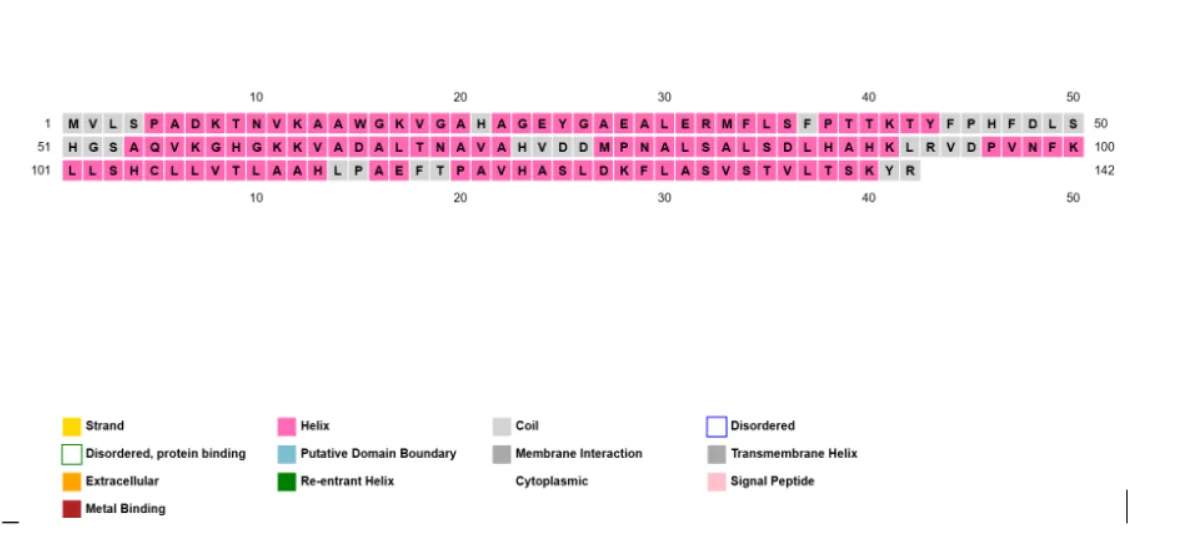 10 20 30 40 50
1 M V L S P A D K T N V K A A W G K V G A H A G E Y G A E A L E R M F L S F P T T K T Y F P H F D L S 50
51 H G S A Q V K G H G K K V A D A L T N A V A H V D D M P N A L S A L S D L H A H K L R V D P V N F K 100
101 L L S H C L L V T L A A H L P A E F T P A V H A S L D K F L A S V S T V L T S K Y R 142
10 20 30 40 50
Strand Helix Coil Disordered
Disordered, protein binding Putative Domain Boundary Membrane Interaction Transmembrane Helix
Extracellular Re-entrant Helix Cytoplasmic Signal Peptide
Metal Binding